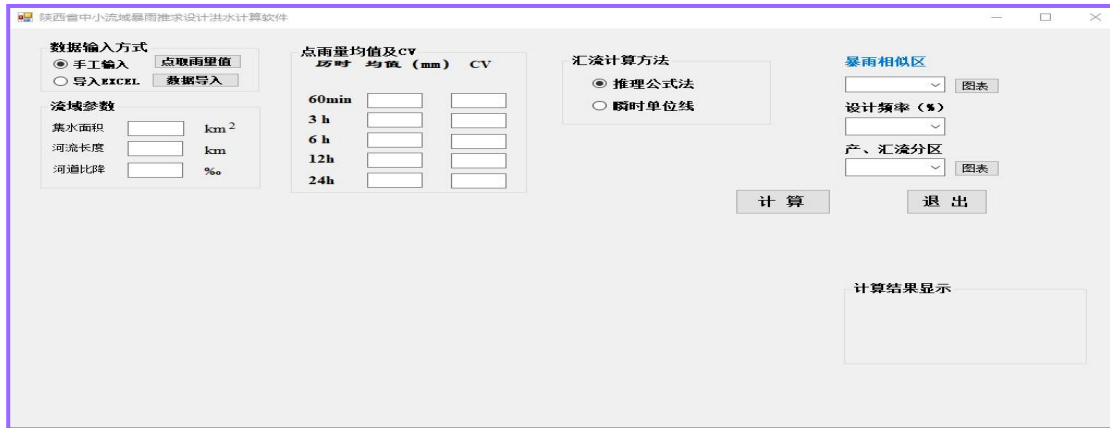 陕西省中小流域暴雨推求设计洪水计算软件
数据输入方式
手工输入 点取雨量值
导入EXCEL 数据导入
流域参数
集水面积 km²
河流长度 km
河道比降 ‰
点雨量均值及CV
历时 均值 (mm) CV
60min
3 h
6 h
12h
24h
汇流计算方法
推理公式法
瞬时单位线
暴雨相似区
图表
设计频率 (%)
产、汇流分区
图表
计 算 退 出
计算结果显示